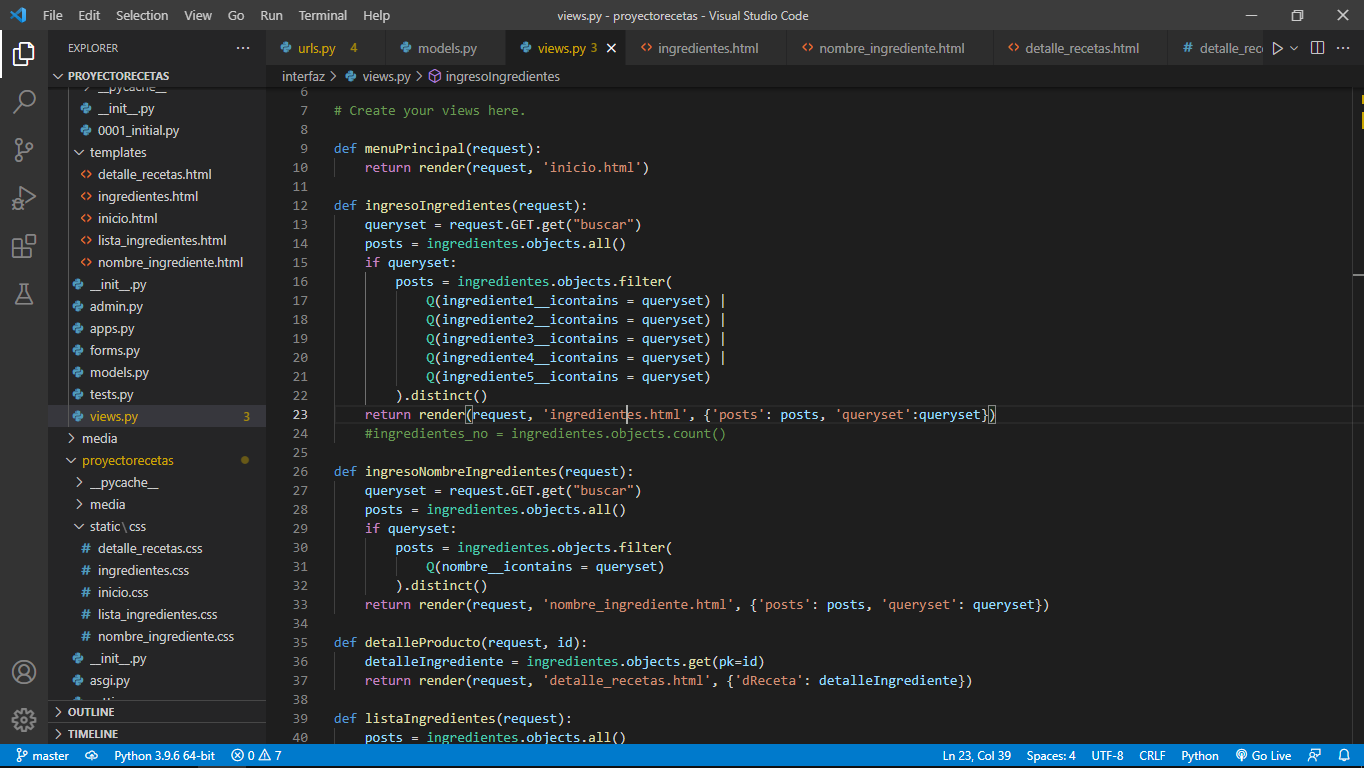 File Edit Selection View Go Run Terminal Help views.py - proyectorecetas - Visual Studio Code
EXPLORER ···
urls.py 4 models.py views.py 3 ingredientes.html nombre_ingrediente.html detalle_recetas.html # detalle_rec ···
PROYECTORECETAS
interfaz > views.py > ingresoIngredientes
__pycache__
__init__.py
0001_initial.py
templates
detalle_recetas.html
ingredientes.html
inicio.html
lista_ingredientes.html
nombre_ingrediente.html
__init__.py
admin.py
apps.py
forms.py
models.py
tests.py
views.py 3
media
proyectorecetas
__pycache__
media
static\css
# detalle_recetas.css
# ingredientes.css
# inicio.css
# lista_ingredientes.css
# nombre_ingrediente.css
__init__.py
asgi.py
OUTLINE
TIMELINE
6
7 # Create your views here.
8
9 def menuPrincipal(request):
10 return render(request, 'inicio.html')
11
12 def ingresoIngredientes(request):
13 queryset = request.GET.get("buscar")
14 posts = ingredientes.objects.all()
15 if queryset:
16 posts = ingredientes.objects.filter(
17 Q(ingrediente1__icontains = queryset) |
18 Q(ingrediente2__icontains = queryset) |
19 Q(ingrediente3__icontains = queryset) |
20 Q(ingrediente4__icontains = queryset) |
21 Q(ingrediente5__icontains = queryset)
22 ).distinct()
23 return render(request, 'ingredientes.html', {'posts': posts, 'queryset':queryset})
24 #ingredientes_no = ingredientes.objects.count()
25
26 def ingresoNombreIngredientes(request):
27 queryset = request.GET.get("buscar")
28 posts = ingredientes.objects.all()
29 if queryset:
30 posts = ingredientes.objects.filter(
31 Q(nombre__icontains = queryset)
32 ).distinct()
33 return render(request, 'nombre_ingrediente.html', {'posts': posts, 'queryset': queryset})
34
35 def detalleProducto(request, id):
36 detalleIngrediente = ingredientes.objects.get(pk=id)
37 return render(request, 'detalle_recetas.html', {'dReceta': detalleIngrediente})
38
39 def listaIngredientes(request):
40 posts = ingredientes.objects.all()
master Python 3.9.6 64-bit 0 7 Ln 23, Col 39 Spaces: 4 UTF-8 CRLF Python Go Live